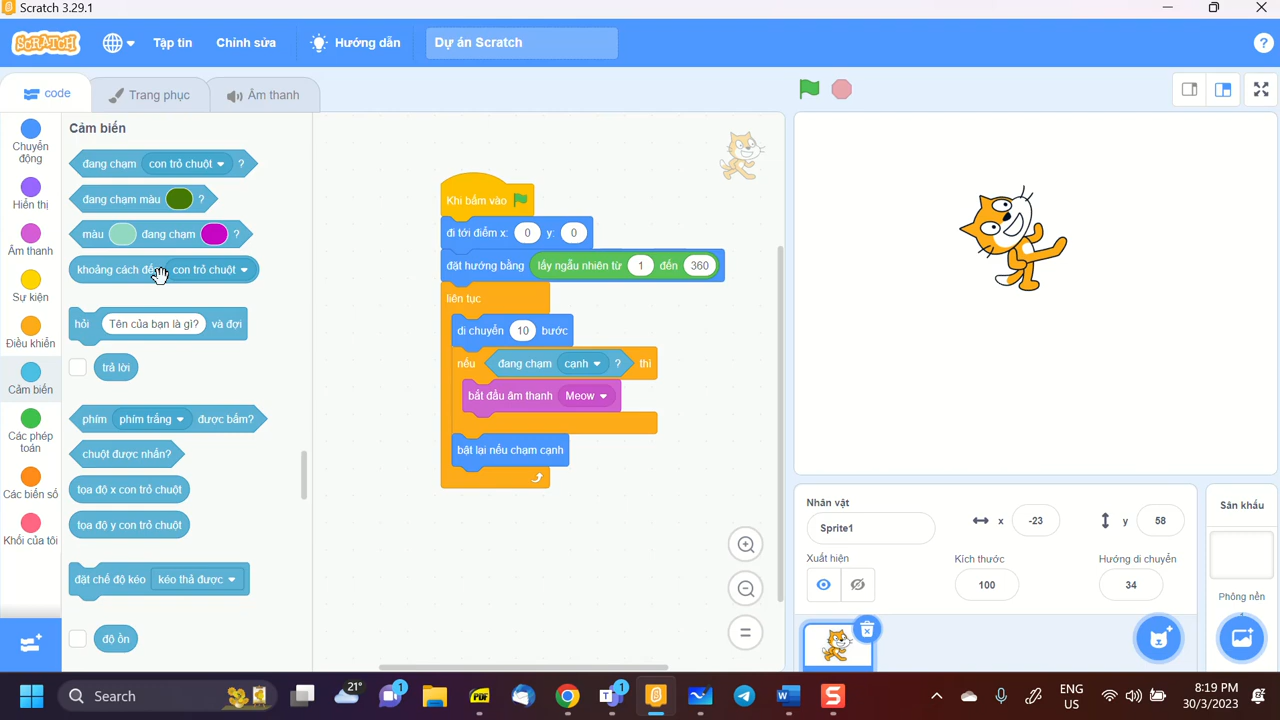 Scratch 3.29.1
SCRATCH
Tập tin
Chỉnh sửa
Hướng dẫn
Dự án Scratch
?
code
Trang phục
Âm thanh
Chuyển động
Hiển thị
Âm thanh
Sự kiện
Điều khiển
Cảm biến
Các phép toán
Các biến số
Khối của tôi
Cảm biến
đang chạm con trỏ chuột ?
đang chạm màu ?
màu đang chạm ?
khoảng cách đến con trỏ chuột
hỏi Tên của bạn là gì? và đợi
trả lời
phím phím trắng được bấm?
chuột được nhấn?
tọa độ x con trỏ chuột
tọa độ y con trỏ chuột
đặt chế độ kéo kéo thả được
độ ồn
Khi bấm vào
đi tới điểm x: 0 y: 0
đặt hướng bằng lấy ngẫu nhiên từ 1 đến 360
liên tục
di chuyển 10 bước
nếu đang chạm cạnh ? thì
bắt đầu âm thanh Meow
bật lại nếu chạm cạnh
Nhân vật
Sprite1
x -23
y 58
Xuất hiện
Kích thước
100
Hướng di chuyển
34
Sân khấu
Phông nền
1
Search
21°
1
PDF
1
ENG
US
8:19 PM
30/3/2023